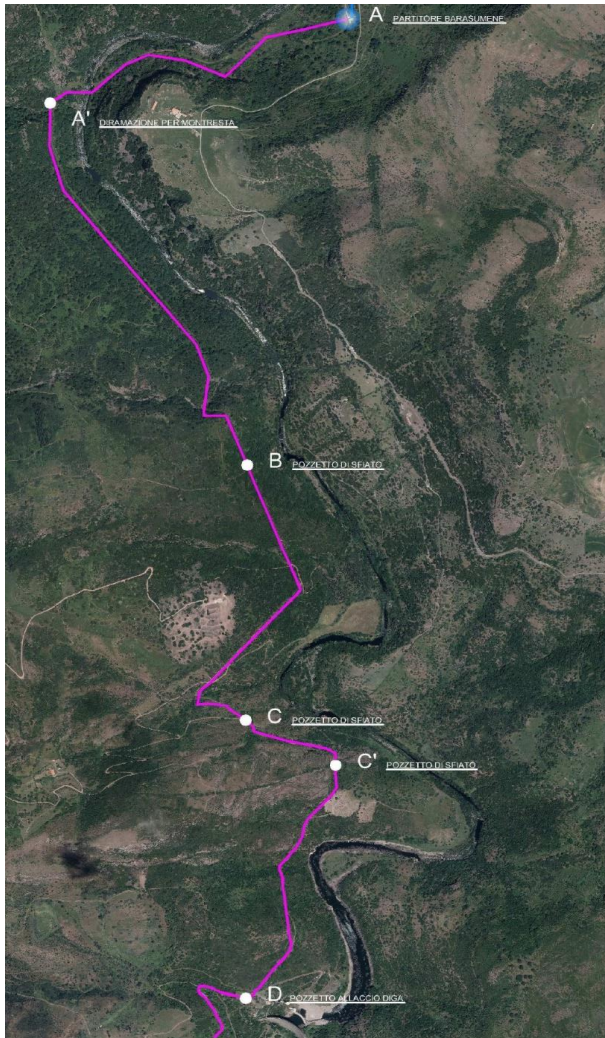 A PARTITORE BARASUMENE
A' DIRAMAZIONE PER MONTRESTA
B POZZETTO DI SFIATO
C POZZETTO DI SFIATO
C' POZZETTO DI SFIATO
D POZZETTO ALLACCIO DIGA